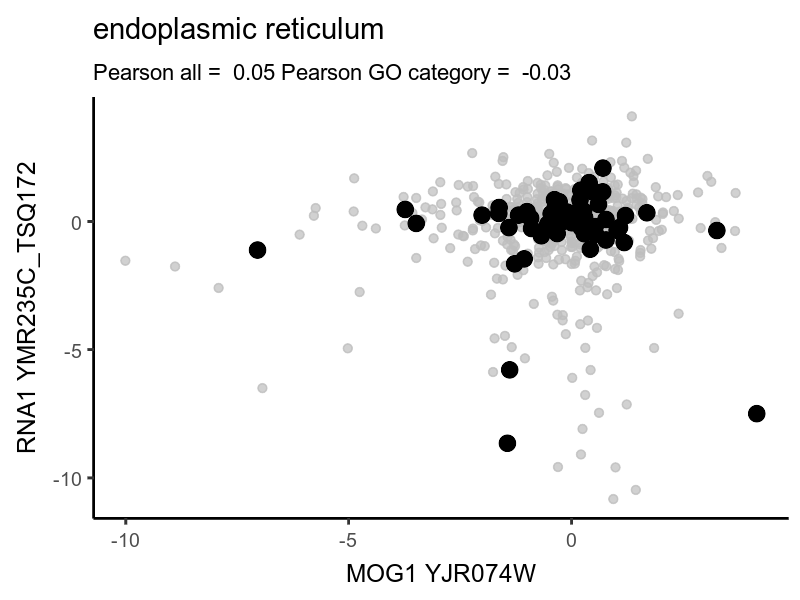 endoplasmic reticulum
Pearson all =  0.05 Pearson GO category =  -0.03
RNA1 YMR235C_TSQ172
0
-5
-10
-10
-5
0
MOG1 YJR074W